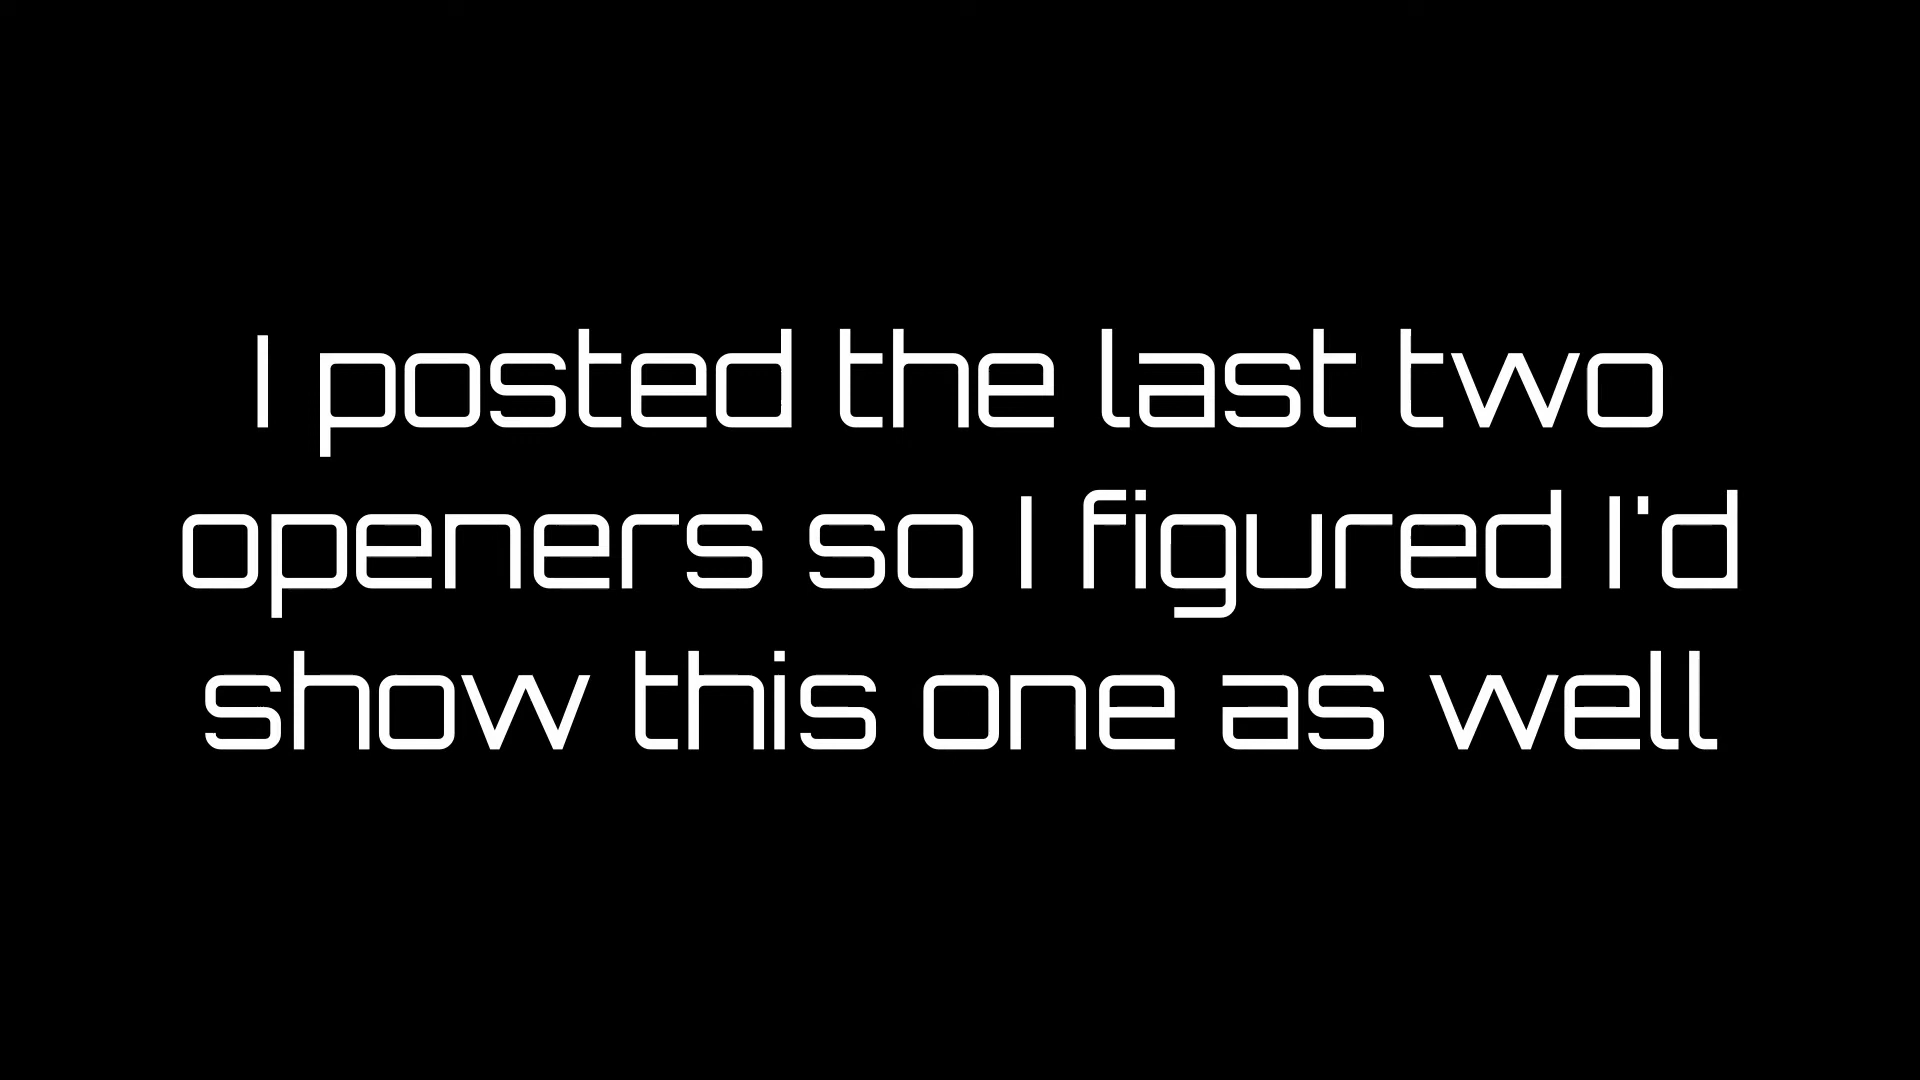 I posted the last two
openers so I figured I'd
show this one as well